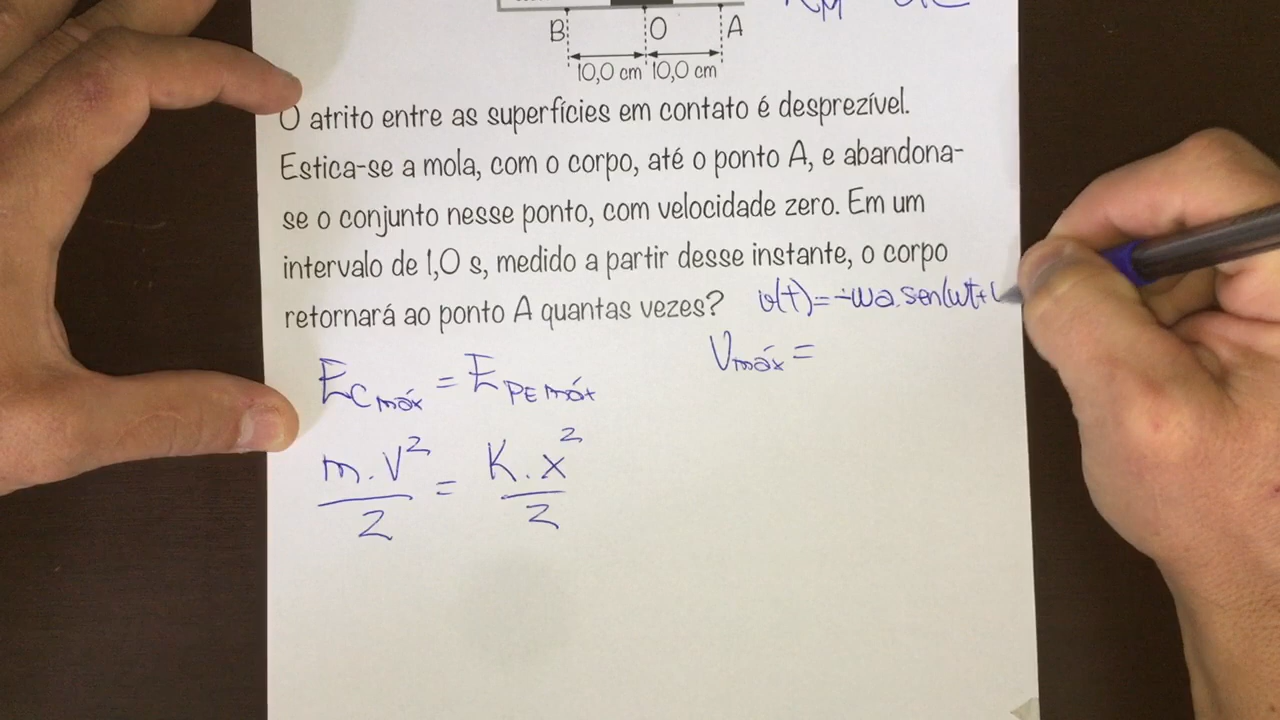 B O A
10,0 cm 10,0 cm
O atrito entre as superfícies em contato é desprezível.
Estica-se a mola, com o corpo, até o ponto A, e abandona-
se o conjunto nesse ponto, com velocidade zero. Em um
intervalo de 1,0 s, medido a partir desse instante, o corpo
retornará ao ponto A quantas vezes?
v(t)=-wa.sen(wt+
Vmáx =
ECmáx = EPEmáx
m.V² / 2 = K.x² / 2